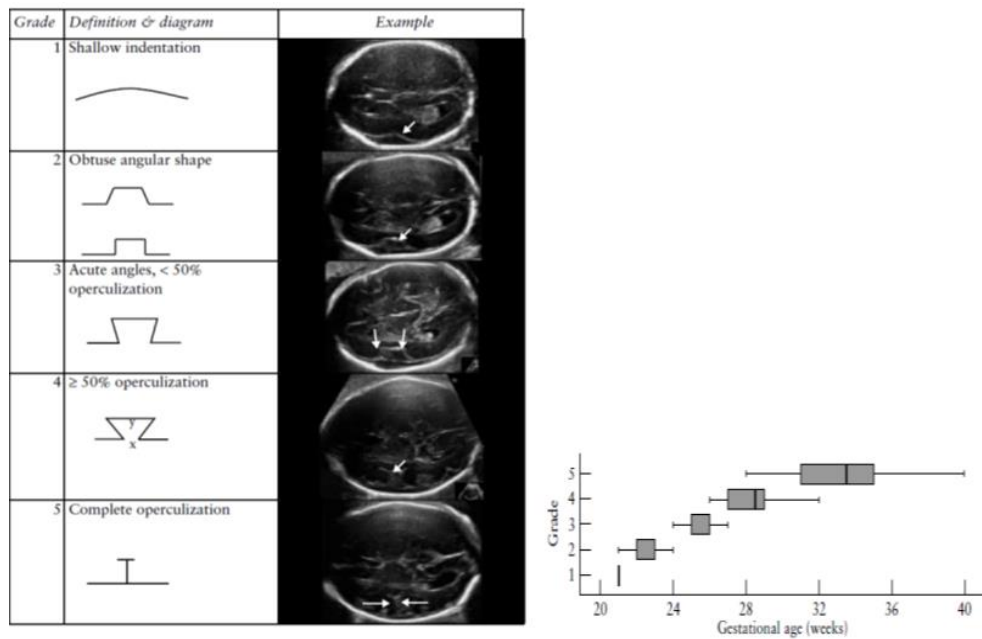 Grade Definition & diagram Example
1 Shallow indentation
2 Obtuse angular shape
3 Acute angles, < 50%
operculization
4 ≥ 50% operculization
y
x
5 Complete operculization
Grade
5
4
3
2
1
20 24 28 32 36 40
Gestational age (weeks)